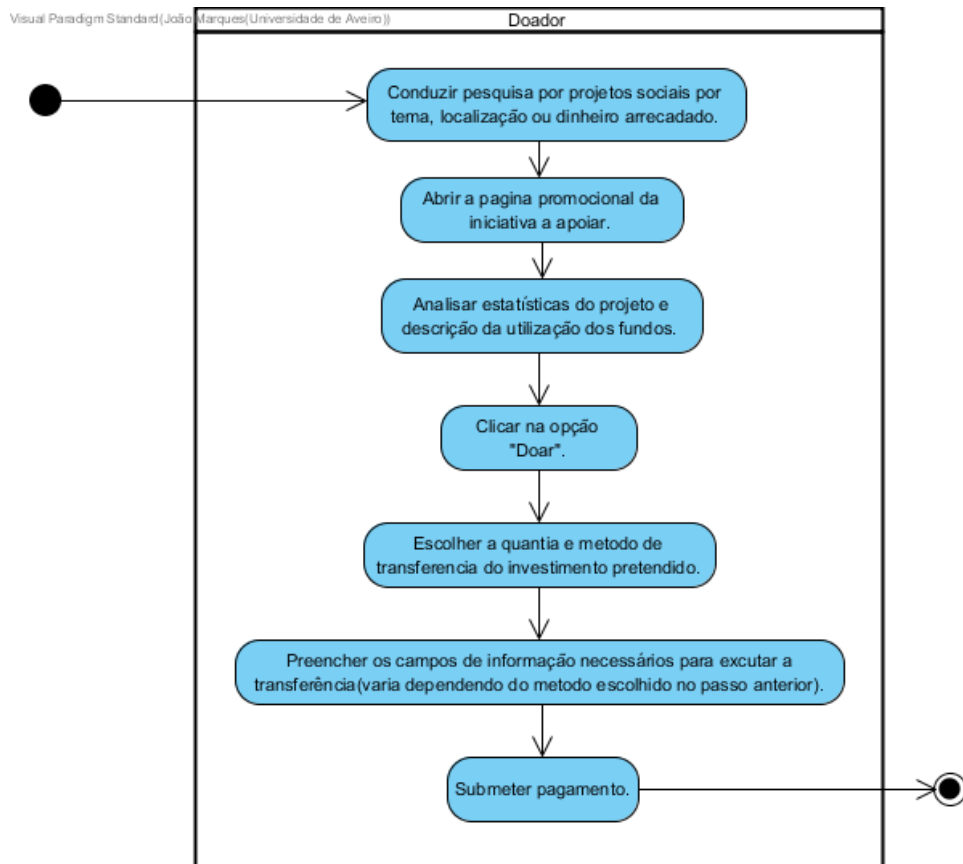 Visual Paradigm Standard(João Marques(Universidade de Aveiro))
Doador
Conduzir pesquisa por projetos sociais por
tema, localização ou dinheiro arrecadado.
Abrir a pagina promocional da
iniciativa a apoiar.
Analisar estatísticas do projeto e
descrição da utilização dos fundos.
Clicar na opção
"Doar".
Escolher a quantia e metodo de
transferencia do investimento pretendido.
Preencher os campos de informação necessários para excutar a
transferência(varia dependendo do metodo escolhido no passo anterior).
Submeter pagamento.